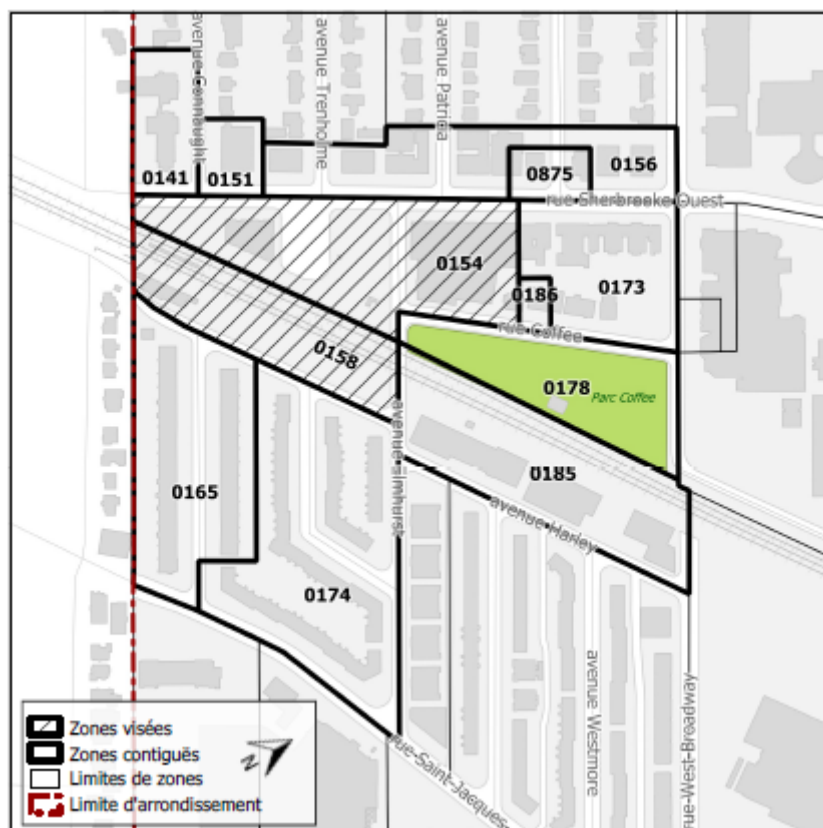 avenue Connaught
avenue Trenholme
avenue Patricia
0141
0151
0875
0156
rue Sherbrooke Ouest
0154
0186
0173
rue Coffee
0158
0178
Parc Coffee
avenue Elmhurst
0165
0185
avenue Harley
0174
avenue Westmore
rue-West-Broadway
rue-Saint-Jacques-
Zones visées
Zones contiguës
Limites de zones
Limite d'arrondissement
N